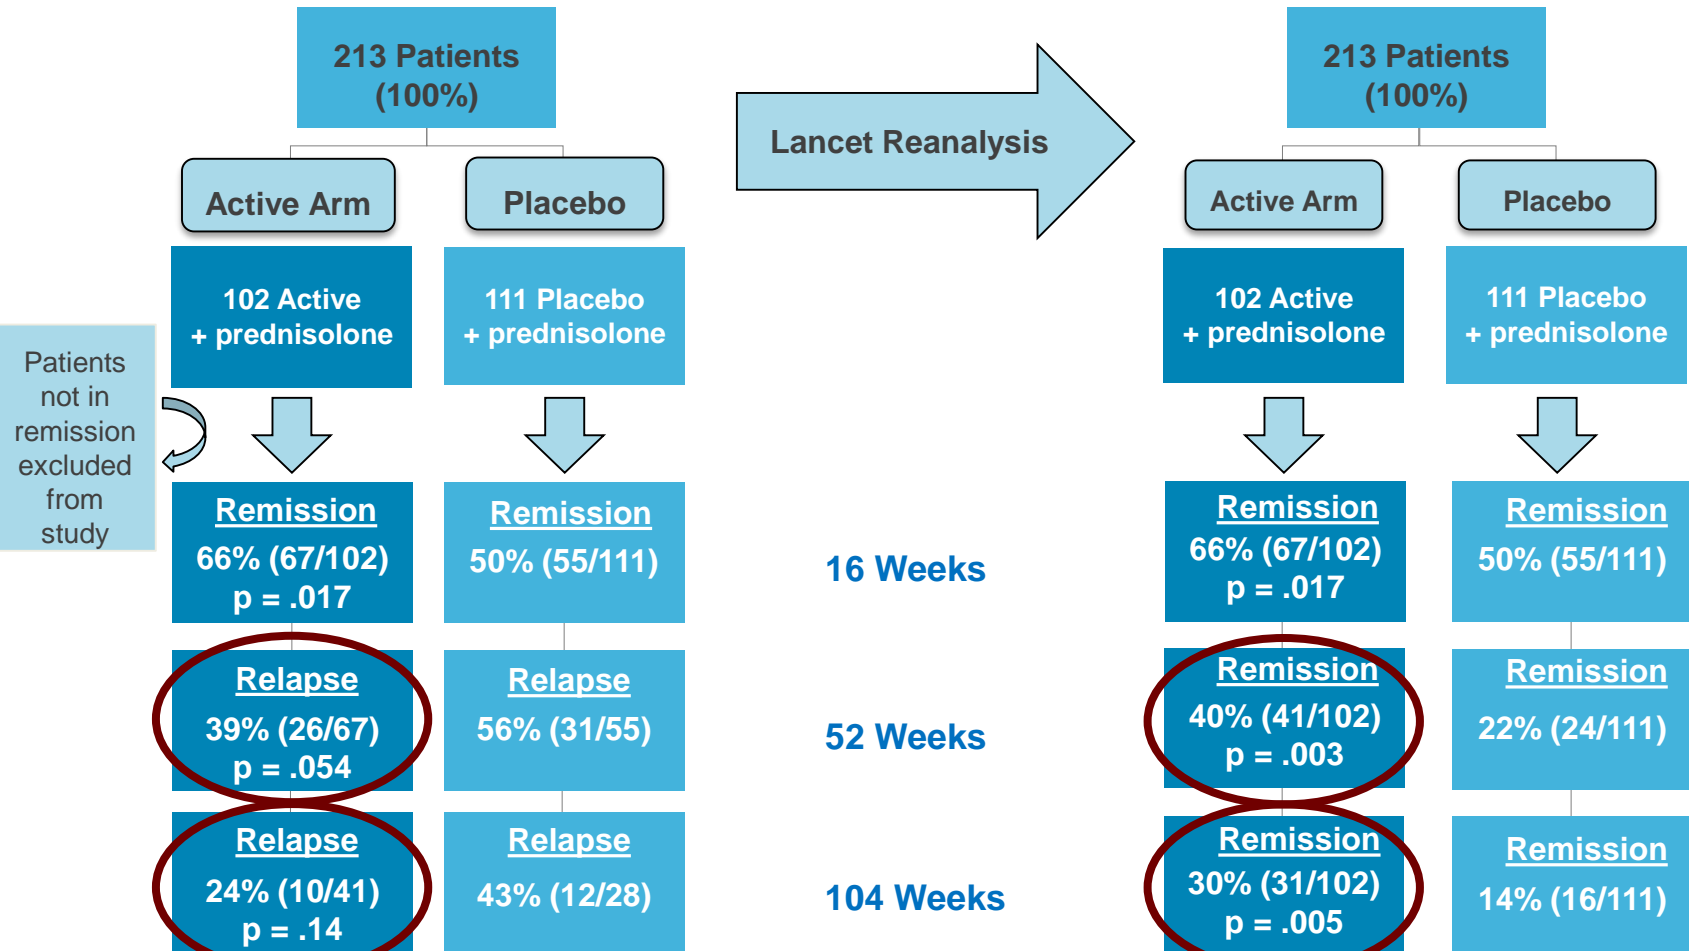 213 Patients
(100%)
Active Arm
Placebo
102 Active
+ prednisolone
111 Placebo
+ prednisolone
Patients
not in
remission
excluded
from
study
Remission
66% (67/102)
p = .017
Remission
50% (55/111)
Relapse
39% (26/67)
p = .054
Relapse
56% (31/55)
Relapse
24% (10/41)
p = .14
Relapse
43% (12/28)
Lancet Reanalysis
16 Weeks
52 Weeks
104 Weeks
213 Patients
(100%)
Active Arm
Placebo
102 Active
+ prednisolone
111 Placebo
+ prednisolone
Remission
66% (67/102)
p = .017
Remission
50% (55/111)
Remission
40% (41/102)
p = .003
Remission
22% (24/111)
Remission
30% (31/102)
p = .005
Remission
14% (16/111)